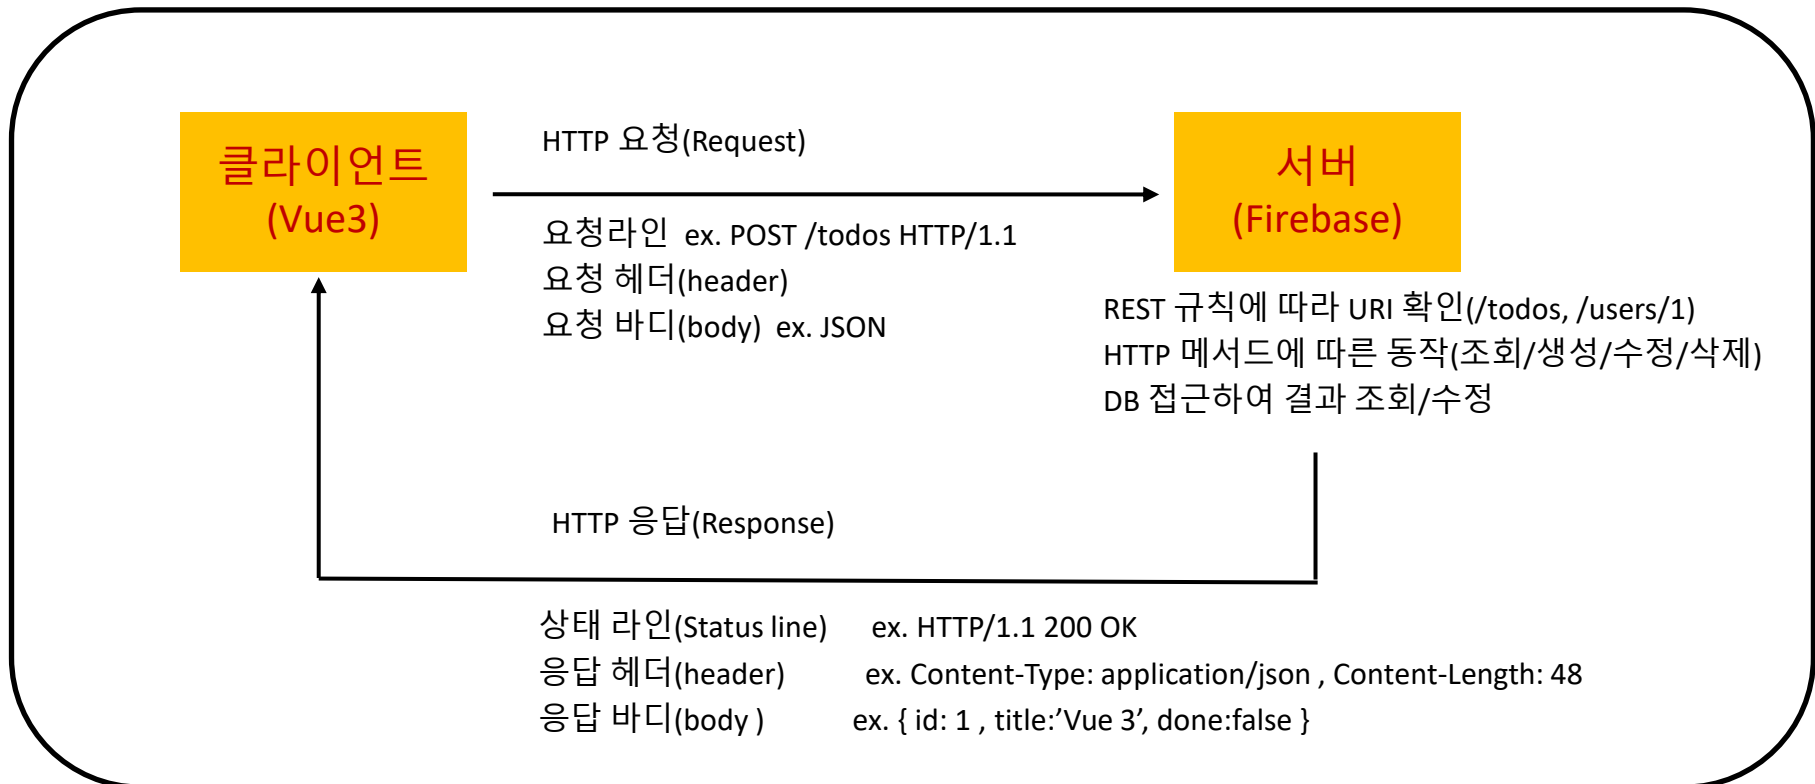 클라이언트
(Vue3)
HTTP 요청(Request)
서버
(Firebase)
요청라인 ex. POST /todos HTTP/1.1
요청 헤더(header)
요청 바디(body) ex. JSON
REST 규칙에 따라 URI 확인(/todos, /users/1)
HTTP 메서드에 따른 동작(조회/생성/수정/삭제)
DB 접근하여 결과 조회/수정
HTTP 응답(Response)
상태 라인(Status line) ex. HTTP/1.1 200 OK
응답 헤더(header) ex. Content-Type: application/json , Content-Length: 48
응답 바디(body ) ex. { id: 1 , title:’Vue 3’, done:false }